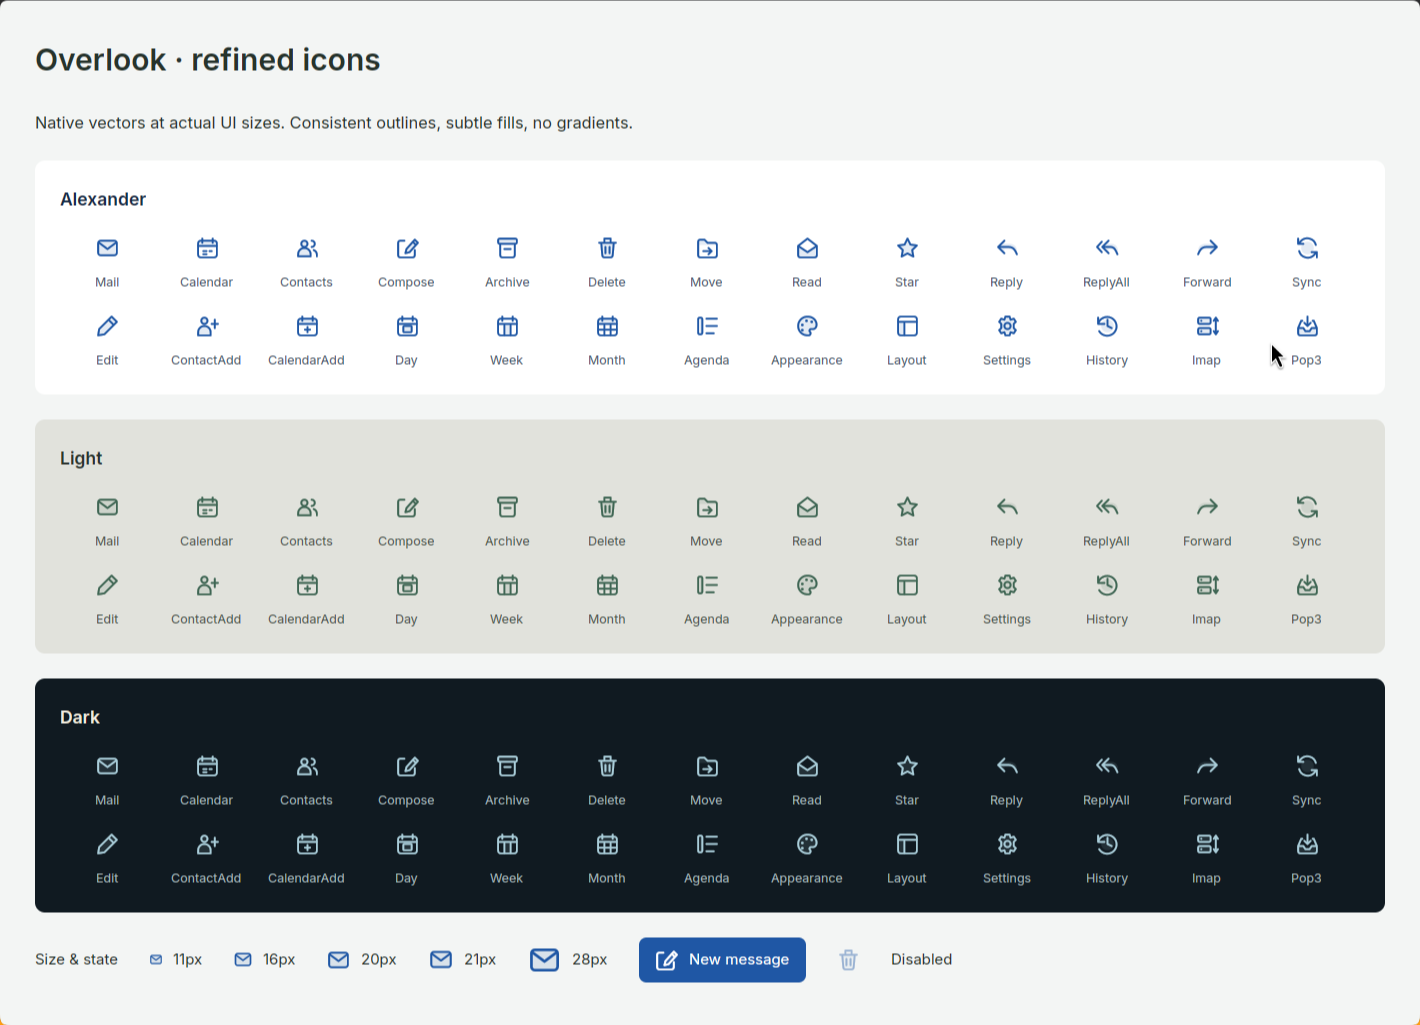 Overlook · refined icons
Native vectors at actual UI sizes. Consistent outlines, subtle fills, no gradients.
Alexander
Mail Calendar Contacts Compose Archive Delete Move Read Star Reply ReplyAll Forward Sync
Edit ContactAdd CalendarAdd Day Week Month Agenda Appearance Layout Settings History Imap Pop3
Light
Mail Calendar Contacts Compose Archive Delete Move Read Star Reply ReplyAll Forward Sync
Edit ContactAdd CalendarAdd Day Week Month Agenda Appearance Layout Settings History Imap Pop3
Dark
Mail Calendar Contacts Compose Archive Delete Move Read Star Reply ReplyAll Forward Sync
Edit ContactAdd CalendarAdd Day Week Month Agenda Appearance Layout Settings History Imap Pop3
Size & state 11px 16px 20px 21px 28px New message Disabled